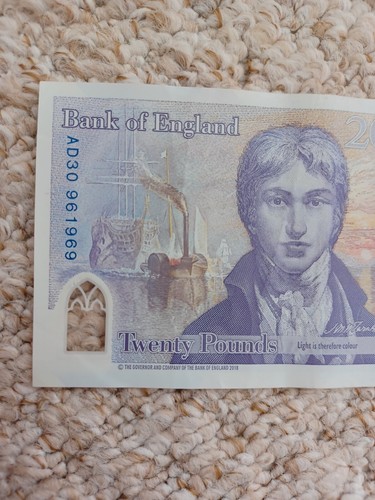 Bank of England
20
AD30 961969
Twenty Pounds
Light is therefore colour
© THE GOVERNOR AND COMPANY OF THE BANK OF ENGLAND 2018